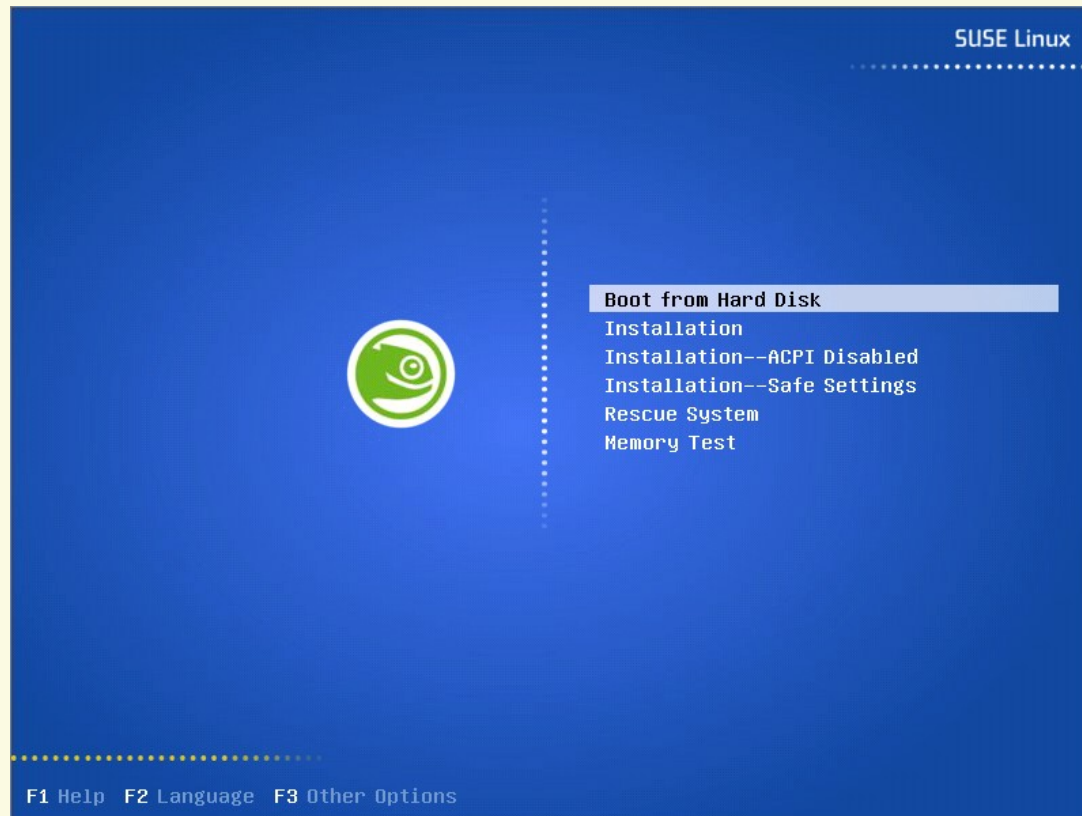 SUSE Linux
Boot from Hard Disk
Installation
Installation--ACPI Disabled
Installation--Safe Settings
Rescue System
Memory Test
F1 Help F2 Language F3 Other Options